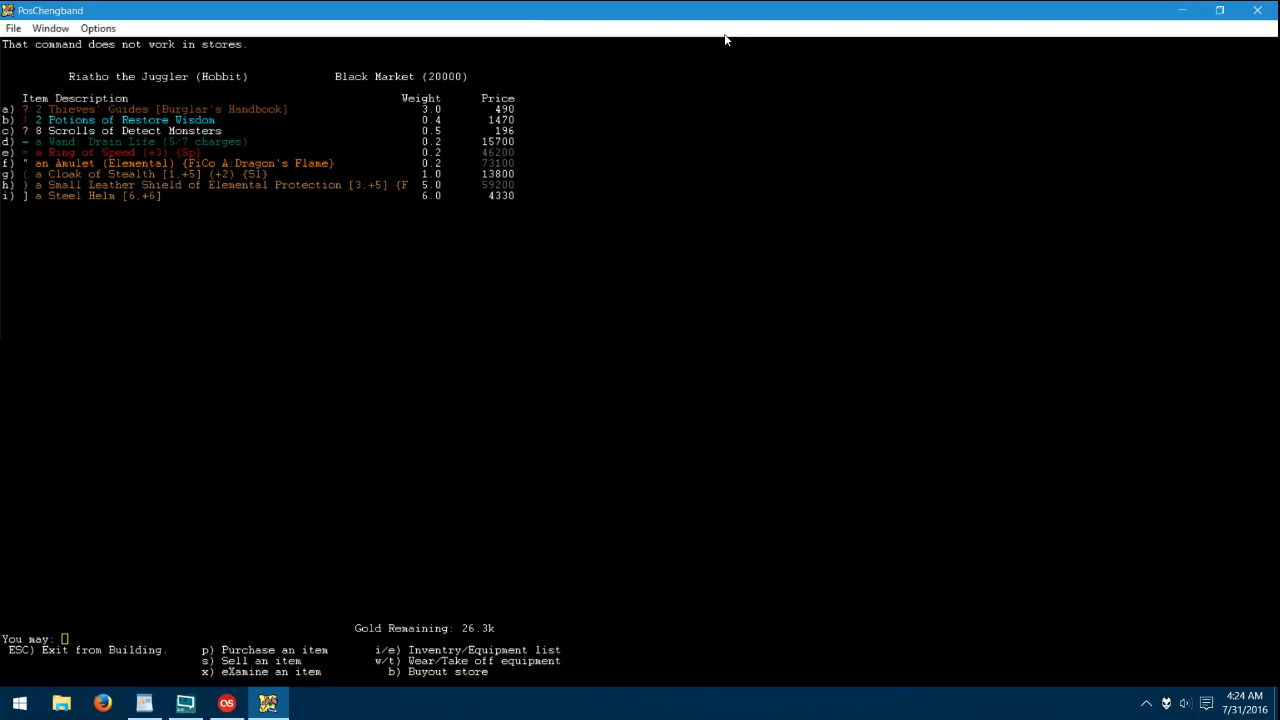 PosChengband
File Window Options
That command does not work in stores.
Riatho the Juggler (Hobbit) Black Market (20000)
Item Description Weight Price
a) ? 2 Thieves' Guides [Burglar's Handbook] 3.0 490
b) ! 2 Potions of Restore Wisdom 0.4 1470
c) ? 8 Scrolls of Detect Monsters 0.5 196
d) - a Wand: Drain Life (5/7 charges) 0.2 15700
e) = a Ring of Speed (+3) {Sp} 0.2 46200
f) " an Amulet (Elemental) {FiCo A:Dragon's Flame} 0.2 73100
g) ( a Cloak of Stealth [1,+5] (+2) {Sl} 1.0 13800
h) ) a Small Leather Shield of Elemental Protection [3,+5] {F 5.0 59200
i) ] a Steel Helm [6,+6] 6.0 4330
Gold Remaining: 26.3k
You may:
ESC) Exit from Building. p) Purchase an item i/e) Inventry/Equipment list
s) Sell an item w/t) Wear/Take off equipment
x) eXamine an item b) Buyout store
4:24 AM
7/31/2016